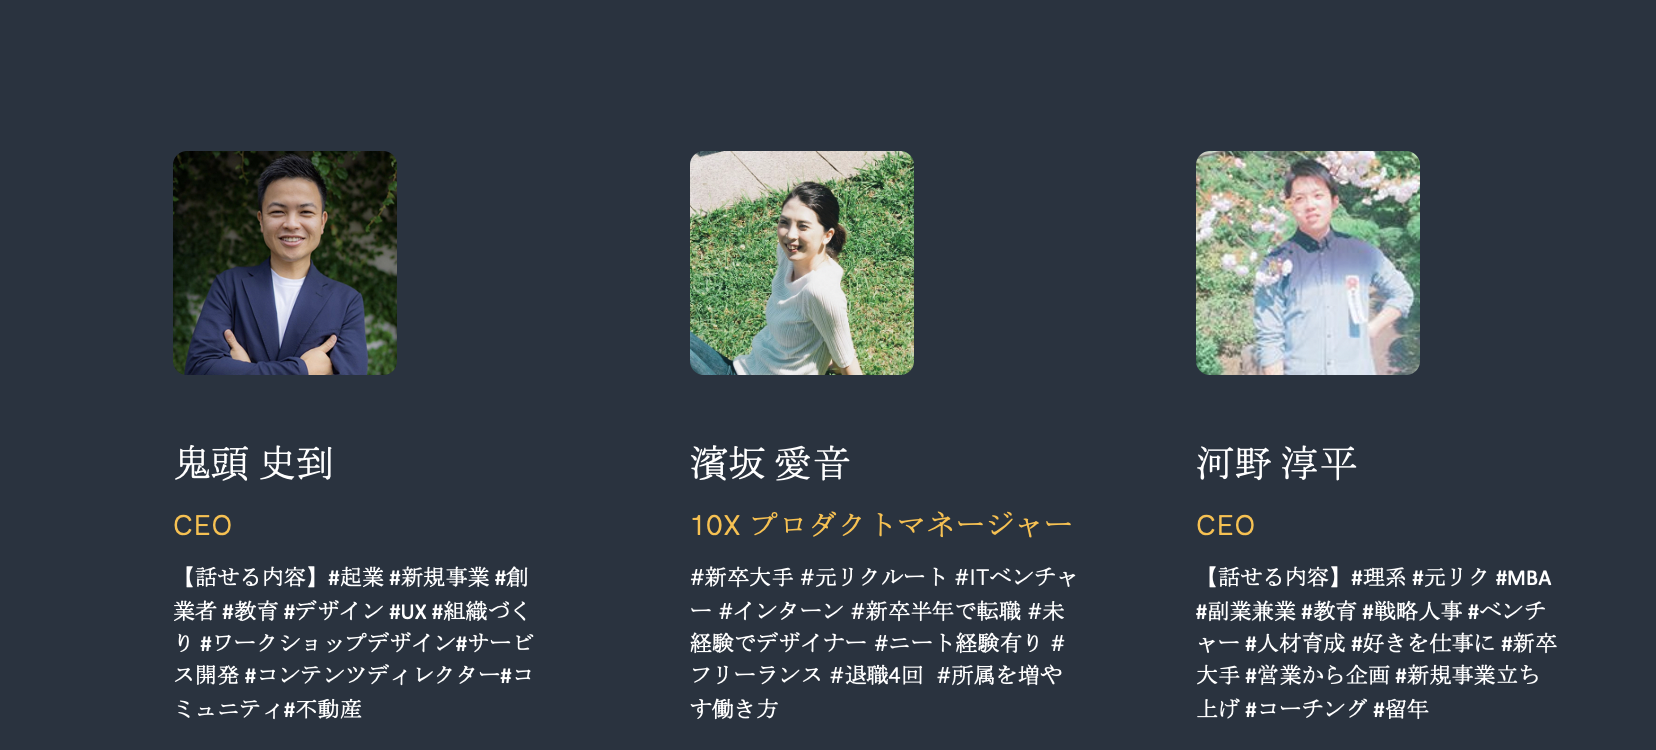 鬼頭 史到
CEO
【話せる内容】#起業 #新規事業 #創
業者 #教育 #デザイン #UX #組織づく
り #ワークショップデザイン#サービ
ス開発 #コンテンツディレクター#コ
ミュニティ#不動産
濱坂 愛音
10X プロダクトマネージャー
#新卒大手 #元リクルート #ITベンチャ
ー #インターン #新卒半年で転職 #未
経験でデザイナー #ニート経験有り #
フリーランス #退職4回 #所属を増や
す働き方
河野 淳平
CEO
【話せる内容】#理系 #元リク #MBA
#副業兼業 #教育 #戦略人事 #ベンチ
ャー #人材育成 #好きを仕事に #新卒
大手 #営業から企画 #新規事業立ち
上げ #コーチング #留年